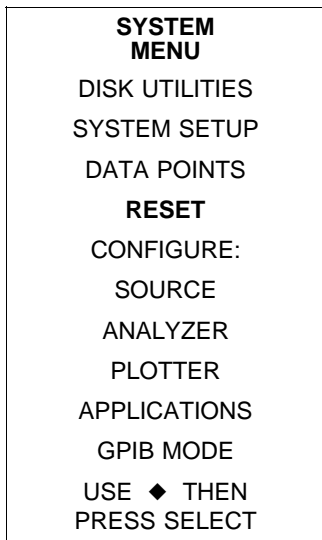 SYSTEM
MENU
DISK UTILITIES
SYSTEM SETUP
DATA POINTS
RESET
CONFIGURE:
SOURCE
ANALYZER
PLOTTER
APPLICATIONS
GPIB MODE
USE ◆ THEN
PRESS SELECT